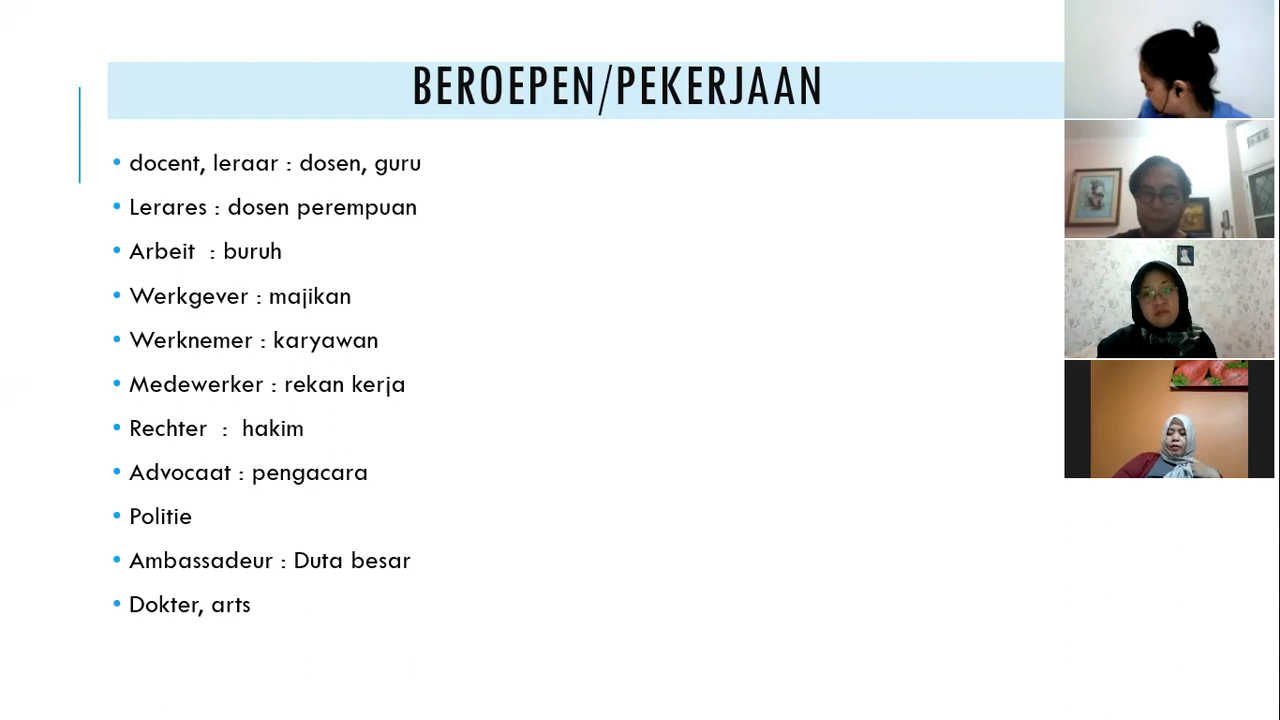 BEROEPEN/PEKERJAAN
• docent, leraar : dosen, guru
• Lerares : dosen perempuan
• Arbeit : buruh
• Werkgever : majikan
• Werknemer : karyawan
• Medewerker : rekan kerja
• Rechter : hakim
• Advocaat : pengacara
• Politie
• Ambassadeur : Duta besar
• Dokter, arts